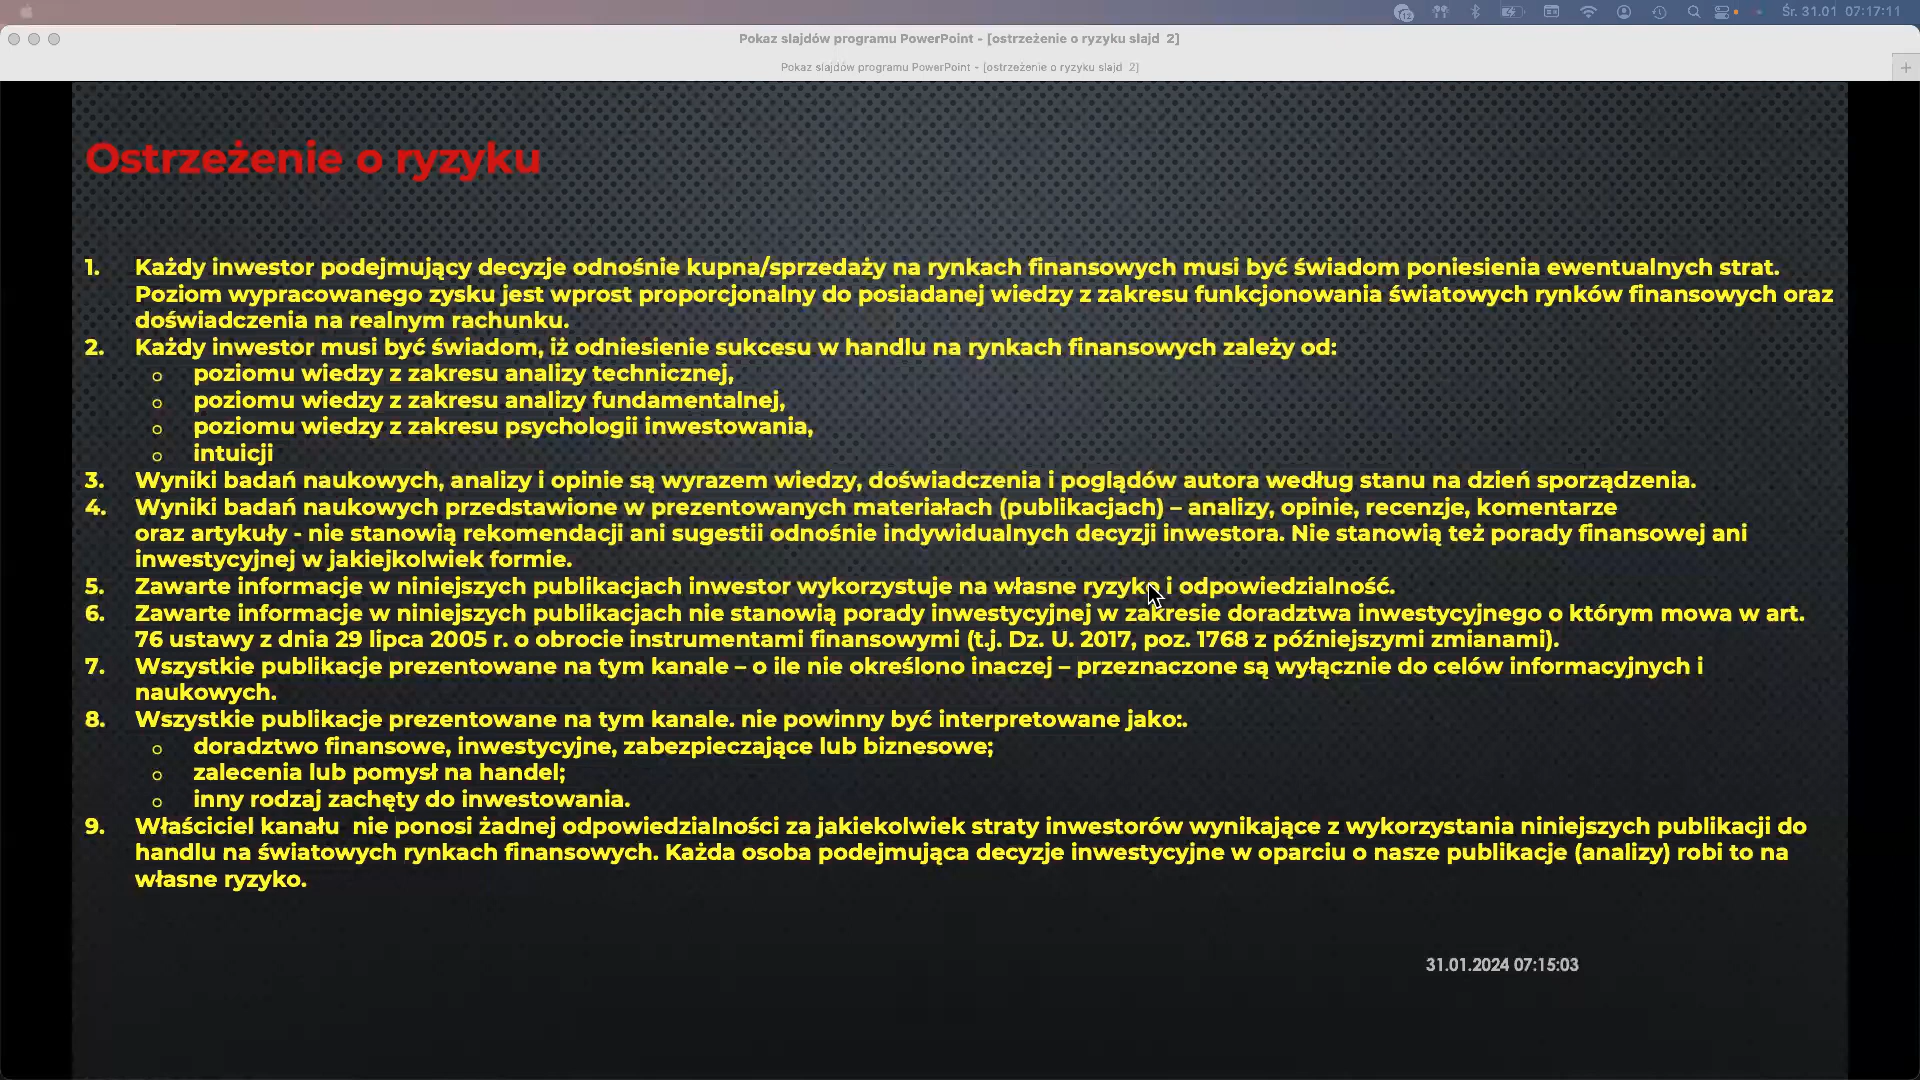 Śr. 31.01 07:17:11
Pokaz slajdów programu PowerPoint - [ostrzeżenie o ryzyku slajd 2]
Pokaz slajdów programu PowerPoint - [ostrzeżenie o ryzyku slajd 2]
Ostrzeżenie o ryzyku
1. Każdy inwestor podejmujący decyzje odnośnie kupna/sprzedaży na rynkach finansowych musi być świadom poniesienia ewentualnych strat.
Poziom wypracowanego zysku jest wprost proporcjonalny do posiadanej wiedzy z zakresu funkcjonowania światowych rynków finansowych oraz
doświadczenia na realnym rachunku.
2. Każdy inwestor musi być świadom, iż odniesienie sukcesu w handlu na rynkach finansowych zależy od:
o poziomu wiedzy z zakresu analizy technicznej,
o poziomu wiedzy z zakresu analizy fundamentalnej,
o poziomu wiedzy z zakresu psychologii inwestowania,
o intuicji
3. Wyniki badań naukowych, analizy i opinie są wyrazem wiedzy, doświadczenia i poglądów autora według stanu na dzień sporządzenia.
4. Wyniki badań naukowych przedstawione w prezentowanych materiałach (publikacjach) – analizy, opinie, recenzje, komentarze
oraz artykuły - nie stanowią rekomendacji ani sugestii odnośnie indywidualnych decyzji inwestora. Nie stanowią też porady finansowej ani
inwestycyjnej w jakiejkolwiek formie.
5. Zawarte informacje w niniejszych publikacjach inwestor wykorzystuje na własne ryzyko i odpowiedzialność.
6. Zawarte informacje w niniejszych publikacjach nie stanowią porady inwestycyjnej w zakresie doradztwa inwestycyjnego o którym mowa w art.
76 ustawy z dnia 29 lipca 2005 r. o obrocie instrumentami finansowymi (t.j. Dz. U. 2017, poz. 1768 z późniejszymi zmianami).
7. Wszystkie publikacje prezentowane na tym kanale – o ile nie określono inaczej – przeznaczone są wyłącznie do celów informacyjnych i
naukowych.
8. Wszystkie publikacje prezentowane na tym kanale. nie powinny być interpretowane jako:.
o doradztwo finansowe, inwestycyjne, zabezpieczające lub biznesowe;
o zalecenia lub pomysł na handel;
o inny rodzaj zachęty do inwestowania.
9. Właściciel kanału  nie ponosi żadnej odpowiedzialności za jakiekolwiek straty inwestorów wynikające z wykorzystania niniejszych publikacji do
handlu na światowych rynkach finansowych. Każda osoba podejmująca decyzje inwestycyjne w oparciu o nasze publikacje (analizy) robi to na
własne ryzyko.
31.01.2024 07:15:03